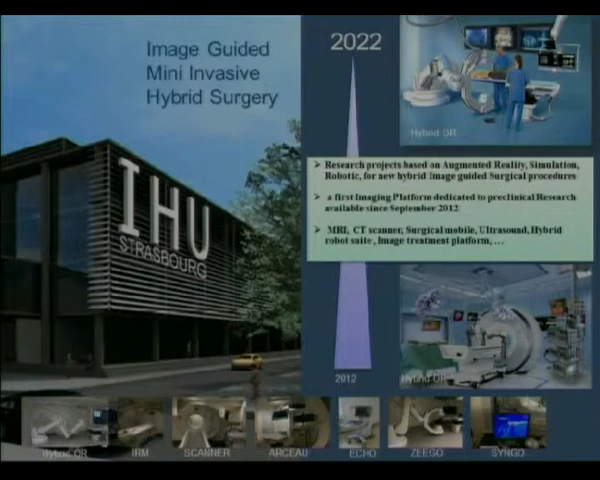 Image Guided
Mini Invasive
Hybrid Surgery
2022
Hybrid OR
➢ Research projects based on Augmented Reality, Simulation,
Robotic, for new hybrid Image guided Surgical procedures
➢ a first Imaging Platform dedicated to preclinical Research
available since September 2012
➢ MRI, CT scanner, Surgical mobile, Ultrasound, Hybrid
robot suite, Image treatment platform, ...
IHU
STRASBOURG
2012
Hybrid OR
Hybrid OR
IRM
SCANNER
ARCEAU
ECHO
ZEEGO
SYNGO